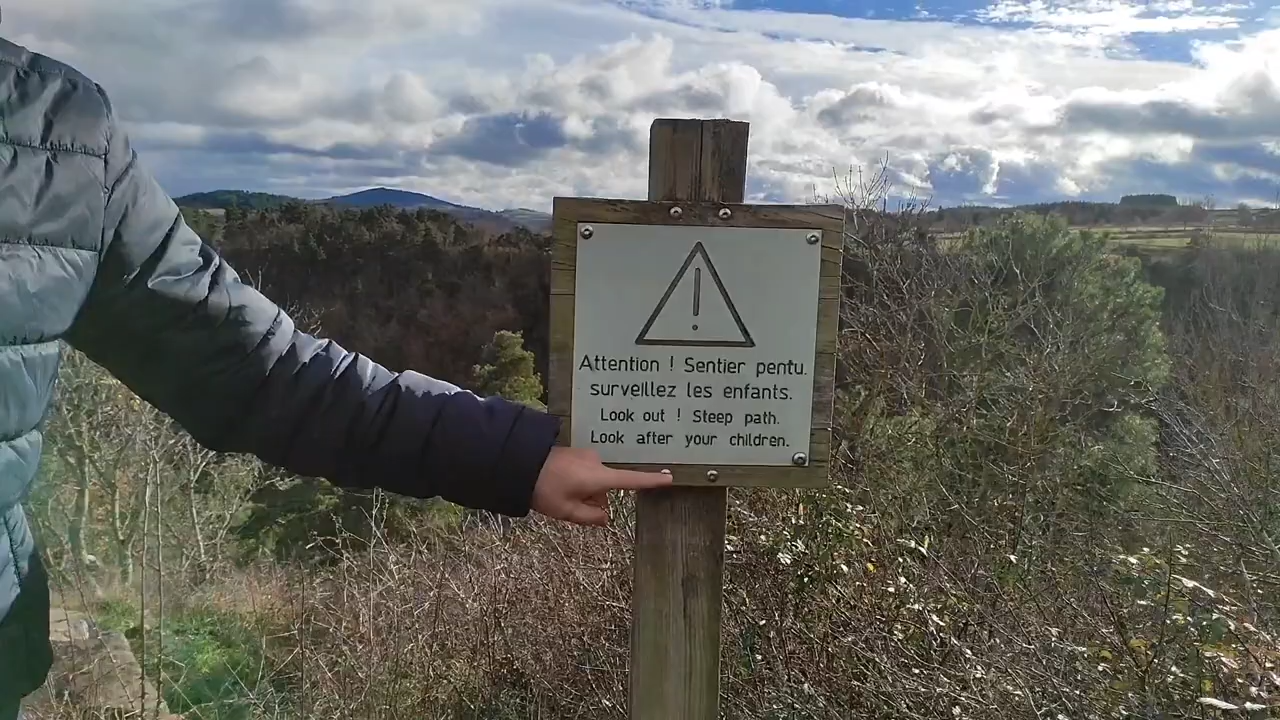 Attention ! Sentier pentu.
surveillez les enfants.
Look out ! Steep path.
Look after your children.